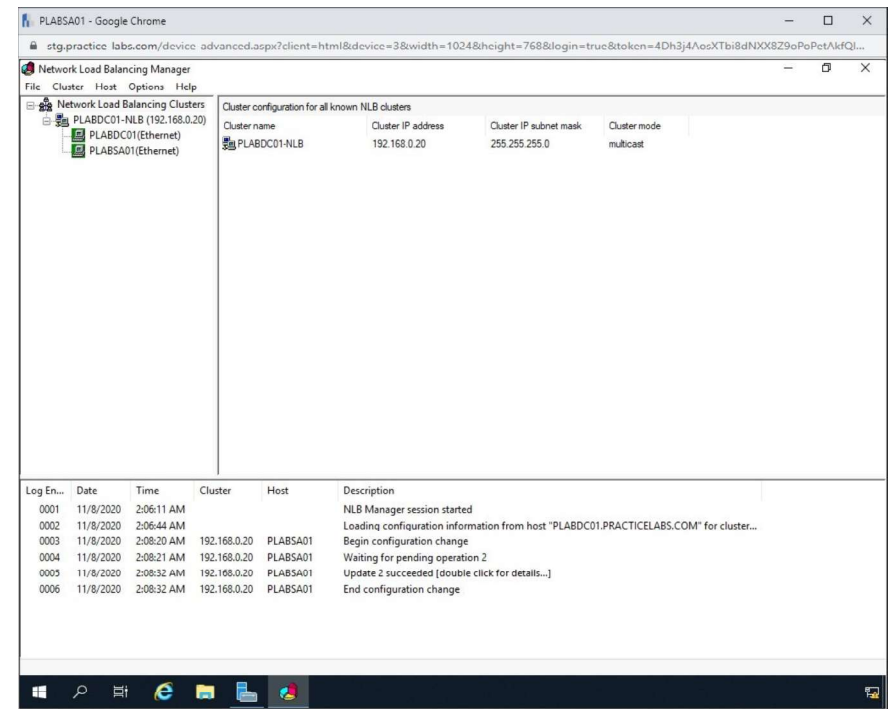 PLABSA01 - Google Chrome
stg.practice-labs.com/device-advanced.aspx?client=html&device=3&width=1024&height=768&login=true&token=
Network Load Balancing Manager
File Cluster Host Options Help
Network Load Balancing Clusters
PLABDC01-NLB (192.168.0.20)
PLABDC01(Ethernet)
PLABSA01(Ethernet)
Cluster configuration for all known NLB clusters
Cluster name Cluster IP address Cluster IP subnet mask Cluster mode
PLABDC01-NLB 192.168.0.20 255.255.255.0 multicast
Log En... Date Time Cluster Host Description
0001 11/8/2020 2:06:11 AM NLB Manager session started
0002 11/8/2020 2:06:44 AM Loading configuration information from host "PLABDC01.PRACTICELABS.COM" for cluster...
0003 11/8/2020 2:08:20 AM 192.168.0.20 PLABSA01 Begin configuration change
0004 11/8/2020 2:08:21 AM 192.168.0.20 PLABSA01 Waiting for pending operation 2
0005 11/8/2020 2:08:32 AM 192.168.0.20 PLABSA01 Update 2 succeeded [double click for details...]
0006 11/8/2020 2:08:32 AM 192.168.0.20 PLABSA01 End configuration change